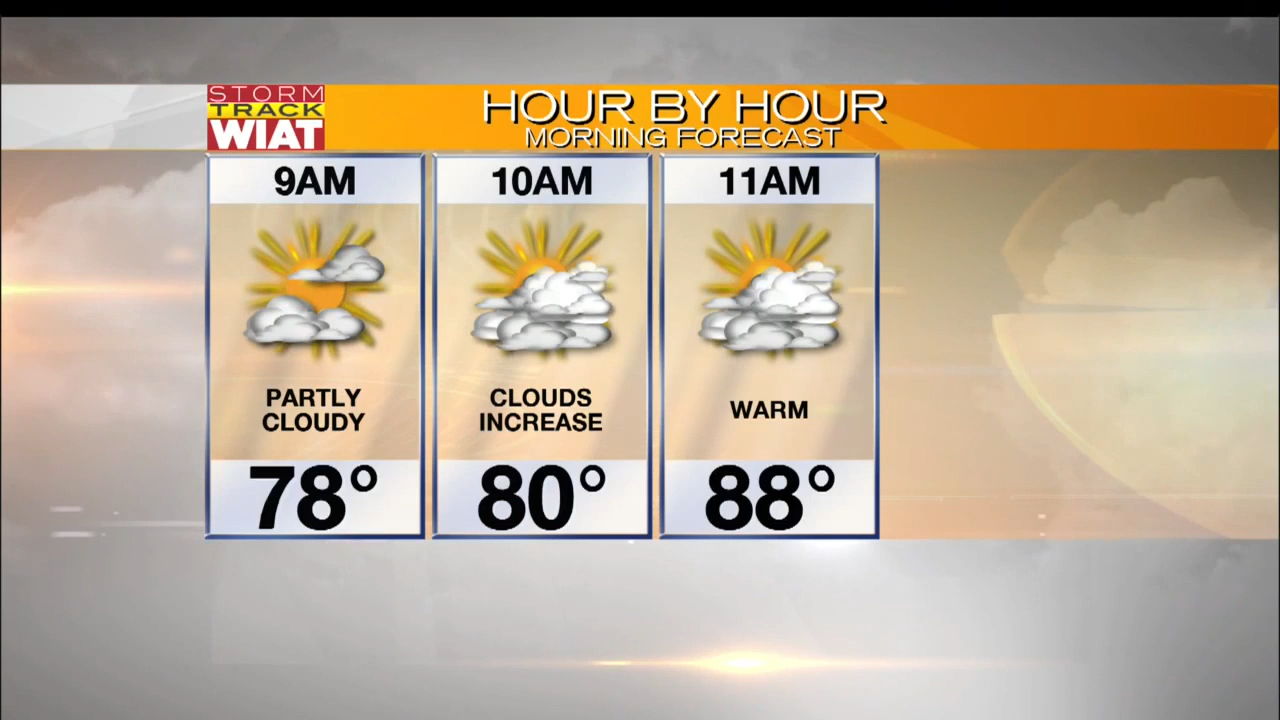 STORM
TRACK
WIAT
HOUR BY HOUR
MORNING FORECAST
9AM
PARTLY
CLOUDY
78°
10AM
CLOUDS
INCREASE
80°
11AM
WARM
88°